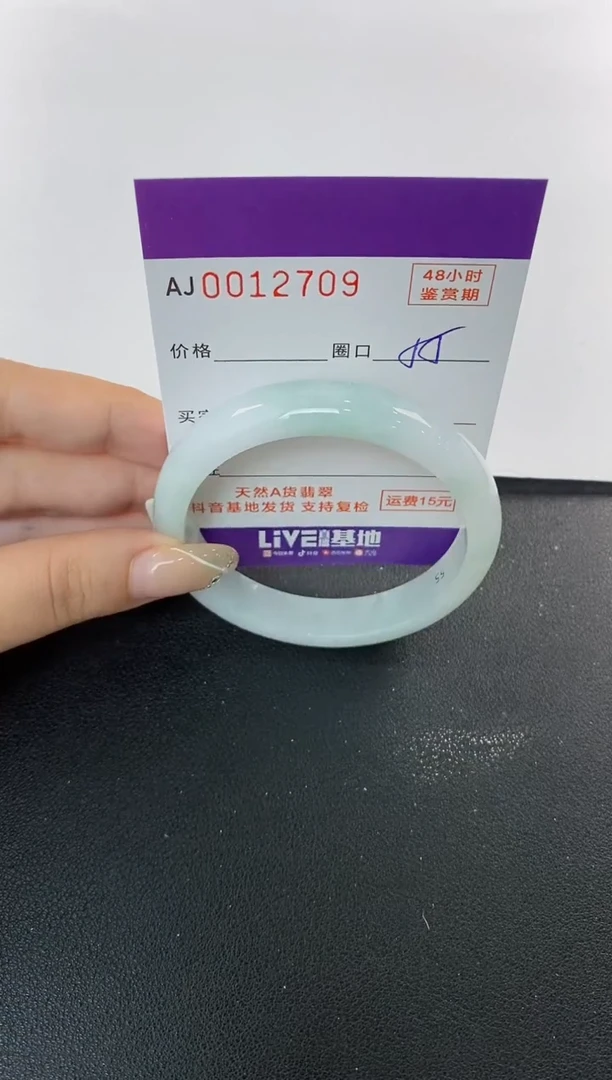 AJ0012709
48小时
鉴赏期
价格
圈口
买
天然A货翡翠
抖音基地发货 支持复检
运费15元
LiVE 基地